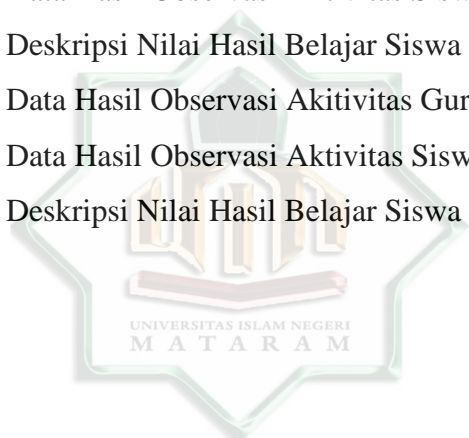 Deskripsi Nilai Hasil Belajar Siswa
Data Hasil Observasi Akitivitas Gur
Data Hasil Observasi Aktivitas Sisw
Deskripsi Nilai Hasil Belajar Siswa
UNIVERSITAS ISLAM NEGERI
MATARAM